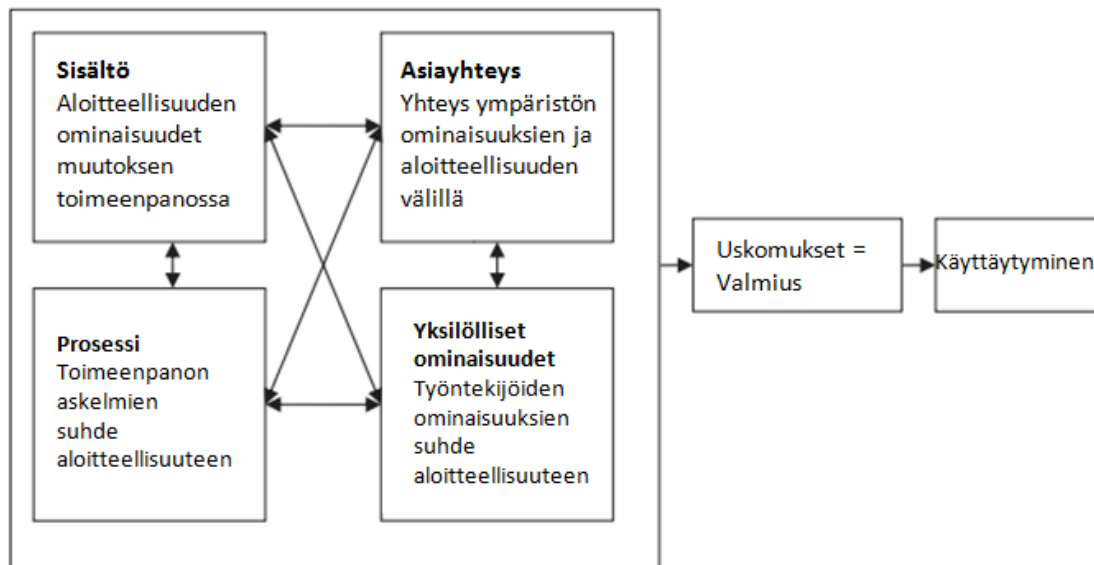 Sisältö
Aloitteellisuuden
ominaisuudet
muutoksen
toimeenpanossa
Asiayhteys
Yhteys ympäristön
ominaisuuksien ja
aloitteellisuuden
välillä
Prosessi
Toimeenpanon
askelmien
suhde
aloitteellisuuteen
Yksilölliset
ominaisuudet
Työntekijöiden
ominaisuuksien
suhde
aloitteellisuuteen
Uskomukset =
Valmius
Käyttäytyminen